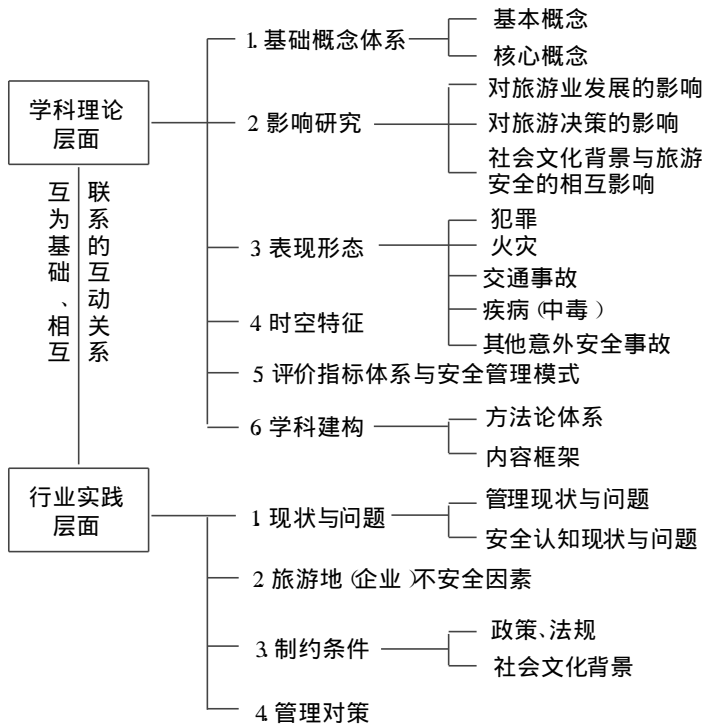 学科理论
层面
1. 基础概念体系
基本概念
核心概念
2 影响研究
对旅游业发展的影响
对旅游决策的影响
社会文化背景与旅游
安全的相互影响
3 表现形态
犯罪
火灾
交通事故
疾病(中毒)
其他意外安全事故
4 时空特征
5 评价指标体系与安全管理模式
6 学科建构
方法论体系
内容框架
互为基础、相互
联系的互动关系
行业实践
层面
1. 现状与问题
管理现状与问题
安全认知现状与问题
2 旅游地(企业)不安全因素
3. 制约条件
政策、法规
社会文化背景
4. 管理对策